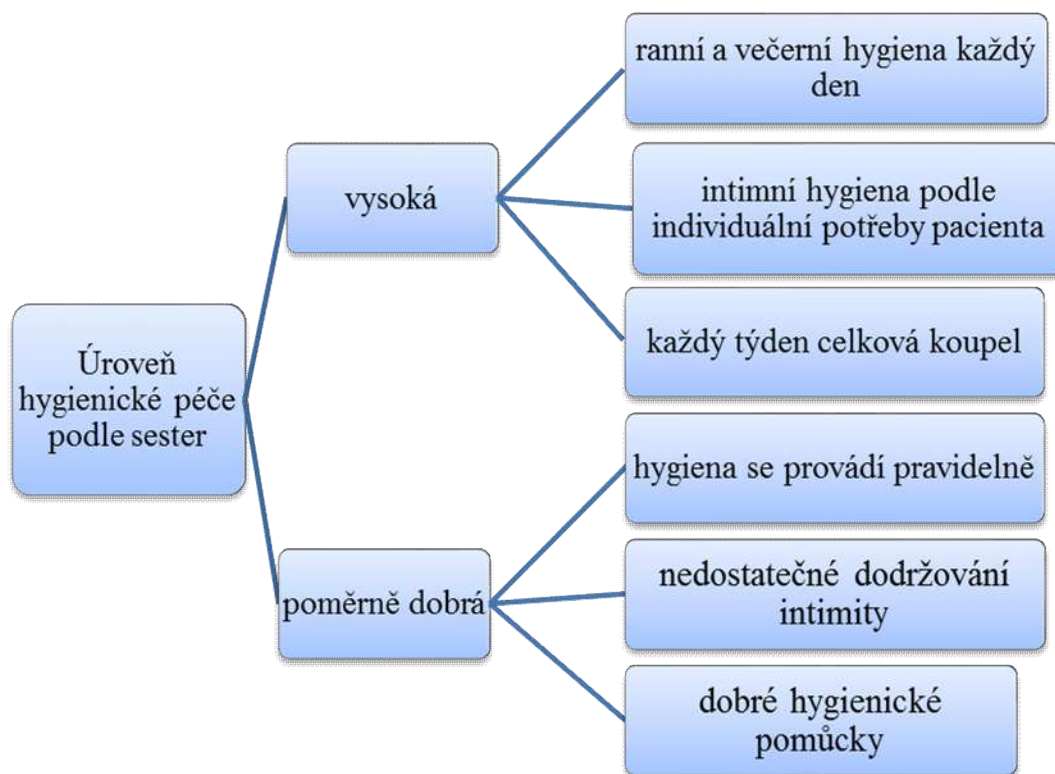 Úroveň
hygienické péče
podle sester
vysoká
ranní a večerní hygiena každý
den
intimní hygiena podle
individuální potřeby pacienta
každý týden celková koupel
poměrně dobrá
hygiena se provádí pravidelně
nedostatečné dodržování
intimity
dobré hygienické
pomůcky